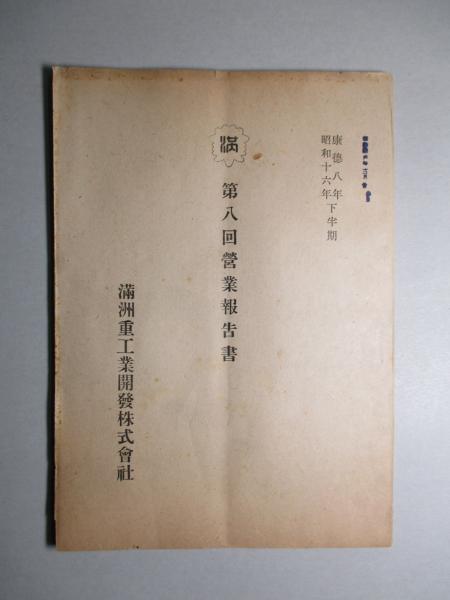 康德八年
昭和十六年
下半期
満
第八回營業報告書
滿洲重工業開發株式會社